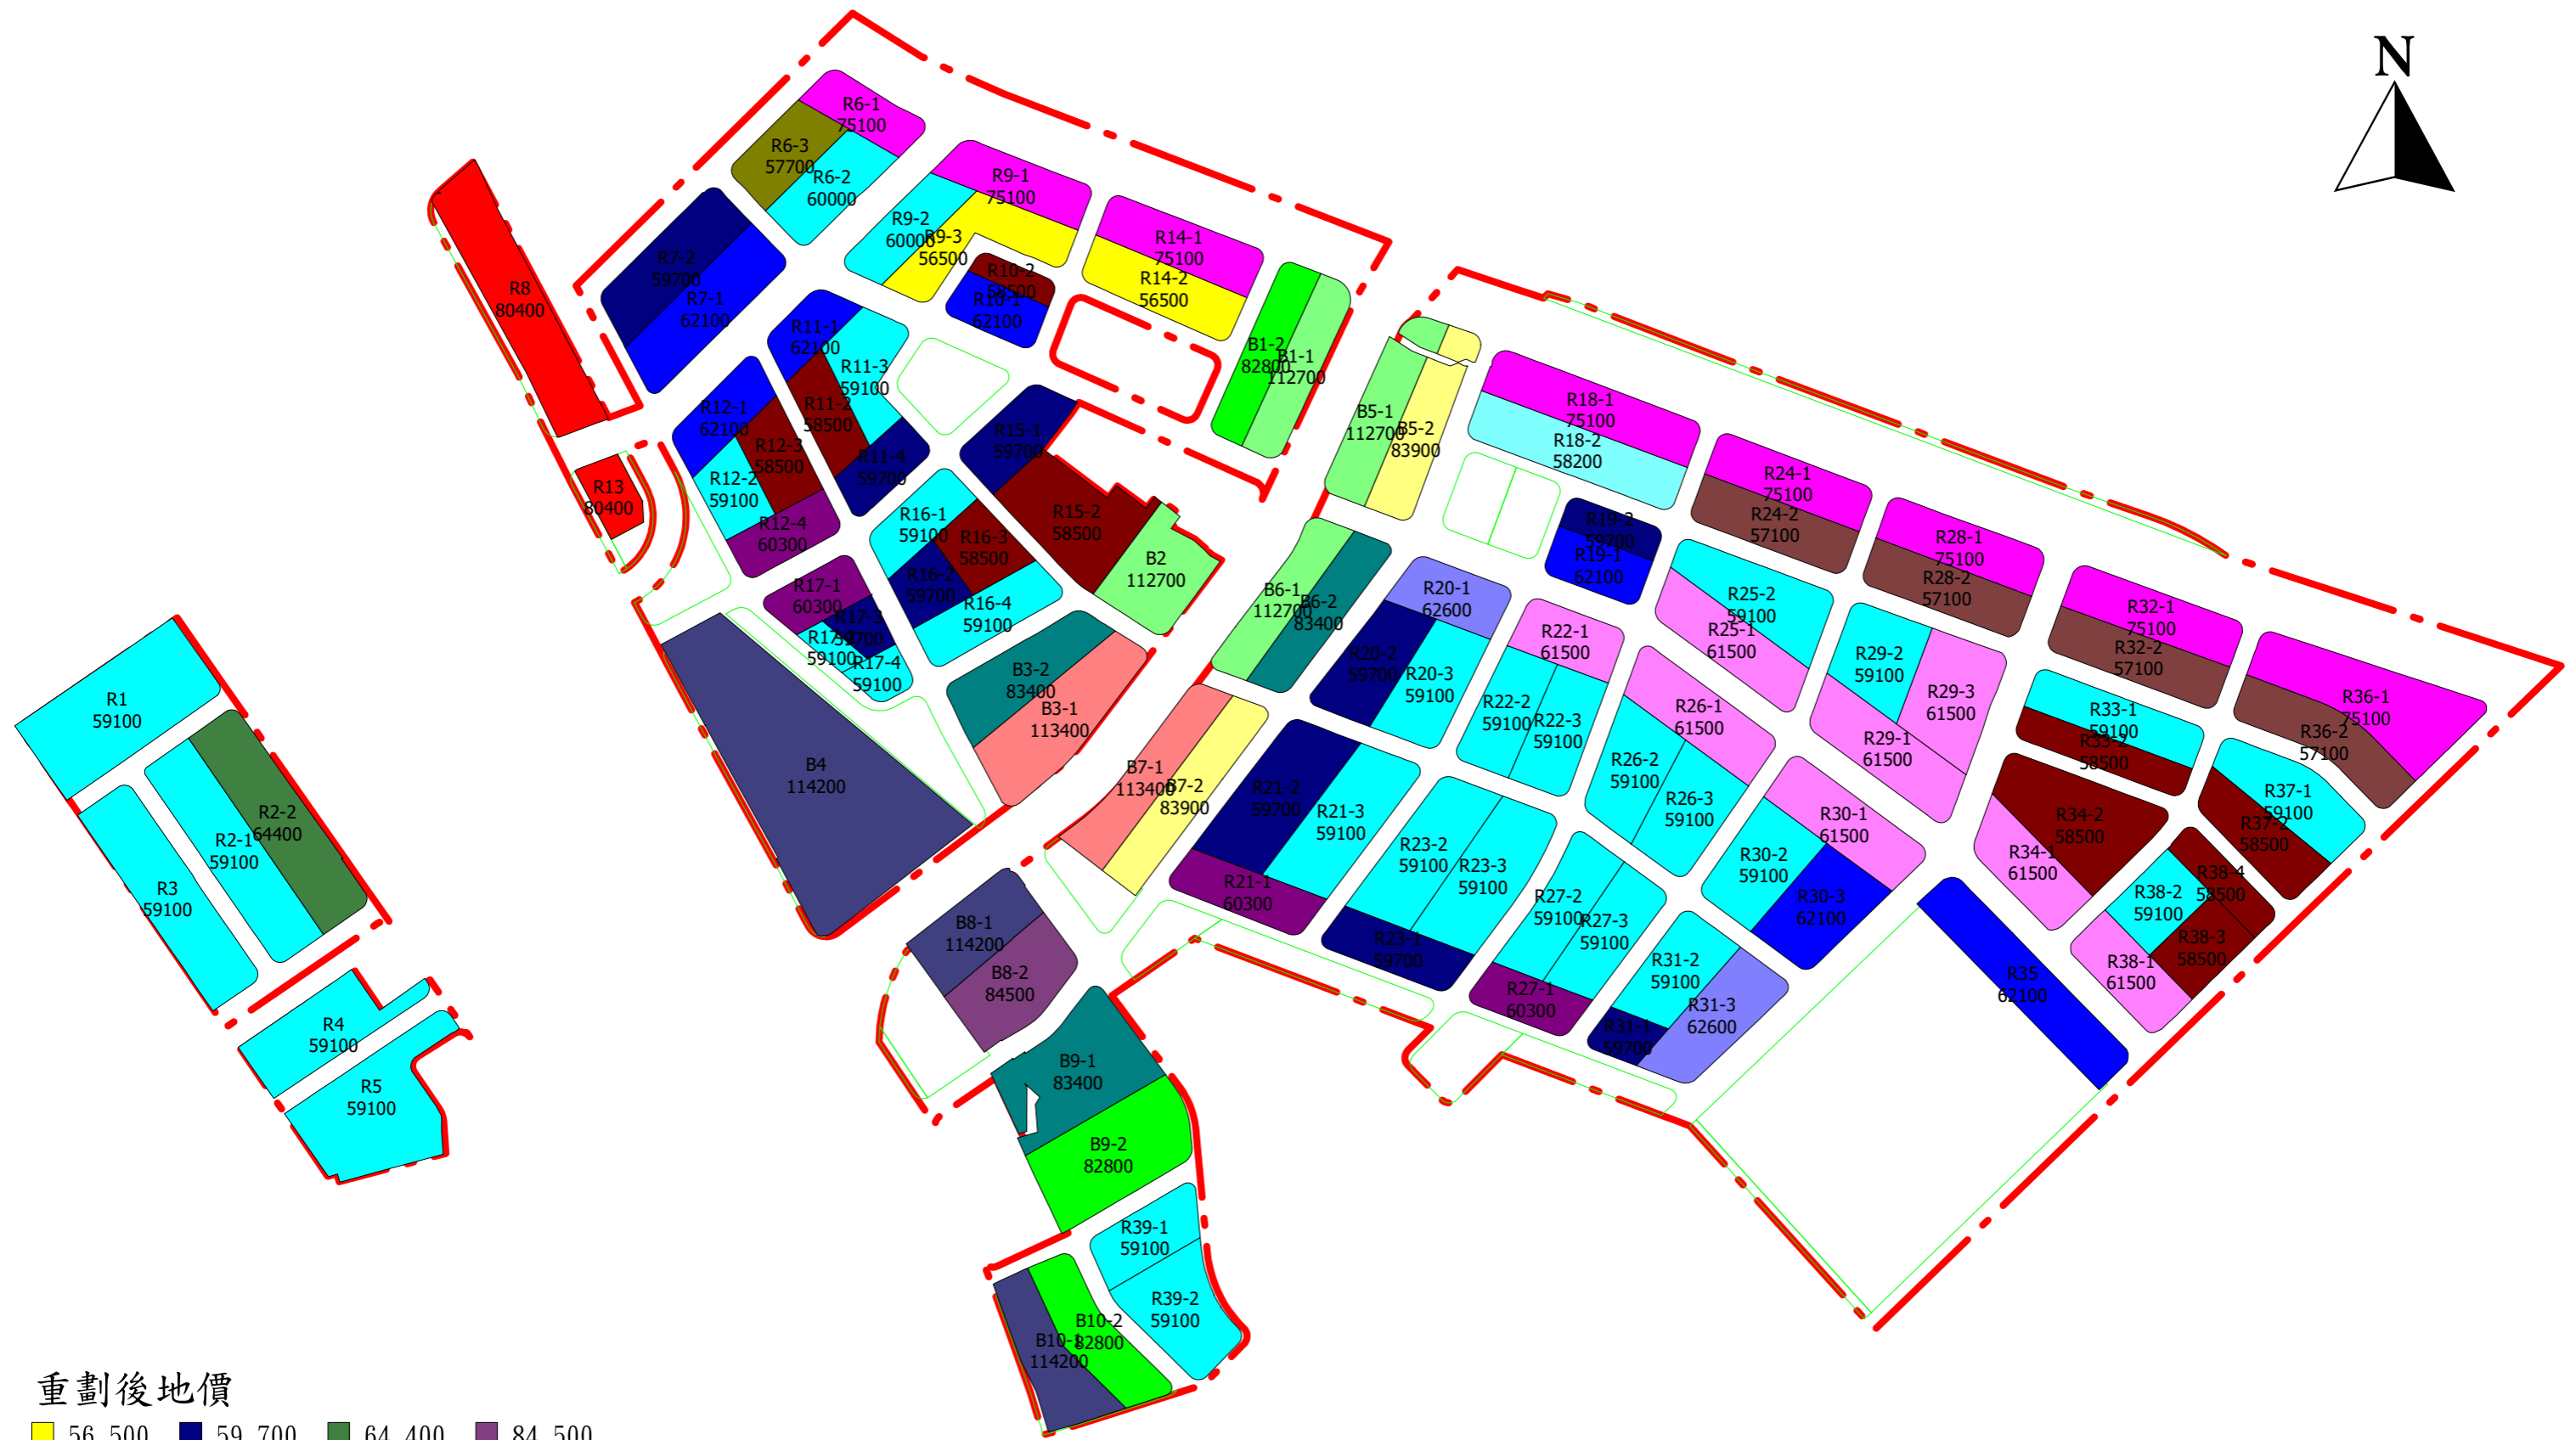 N
R6-1
75100
R6-3
57700
R6-2
60000
R9-1
75100
R9-2
60000
R9-3
56500
R14-1
75100
R14-2
56500
R10-2
58500
R10-1
62100
R7-2
59700
R7-1
62100
R8
80400
R11-1
62100
R11-3
59100
R11-2
58500
R11-4
59700
R12-1
62100
R12-3
58500
R12-2
59100
R12-4
60300
R13
80400
B1-2
82800
B1-1
112700
B5-1
112700
B5-2
83900
R15-1
59700
R15-2
58500
B2
112700
R16-1
59100
R16-3
58500
R16-2
59700
R16-4
59100
R17-1
60300
R17-3
59700
R17-2
59100
R17-4
59100
R18-1
75100
R18-2
58200
R19-2
59700
R19-1
62100
R24-1
75100
R24-2
57100
R28-1
75100
R28-2
57100
R32-1
75100
R32-2
57100
R36-1
75100
R36-2
57100
B6-1
112700
B6-2
83400
R20-1
62600
R20-2
59700
R20-3
59100
R22-1
61500
R22-2
59100
R22-3
59100
R25-2
59100
R25-1
61500
R26-1
61500
R26-2
59100
R26-3
59100
R29-2
59100
R29-3
61500
R29-1
61500
R33-1
59100
R33-2
58500
R34-2
58500
R34-1
61500
R37-1
59100
R37-2
58500
R38-4
58500
R38-2
59100
R38-3
58500
R38-1
61500
R30-1
61500
R30-2
59100
R30-3
62100
R35
62100
B3-2
83400
B3-1
113400
B4
114200
B7-1
113400
B7-2
83900
R21-2
59700
R21-3
59100
R21-1
60300
R23-2
59100
R23-3
59100
R23-1
59700
R27-2
59100
R27-3
59100
R27-1
60300
R31-2
59100
R31-3
62600
R31-1
59700
R1
59100
R2-2
64400
R2-1
59100
R3
59100
R4
59100
R5
59100
B8-1
114200
B8-2
84500
B9-1
83400
B9-2
82800
R39-1
59100
R39-2
59100
B10-2
82800
B10-1
114200
重劃後地價
56,500 59,700 64,400 84,500